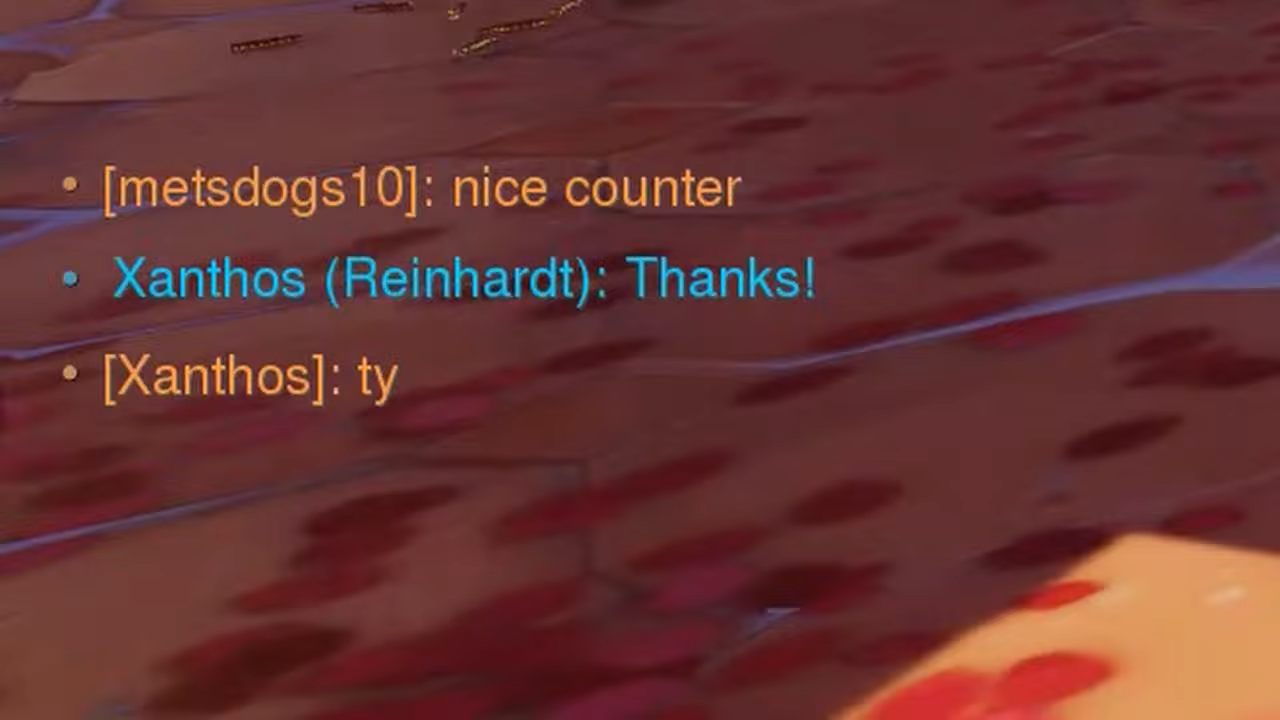 • [metsdogs10]: nice counter
• Xanthos (Reinhardt): Thanks!
• [Xanthos]: ty